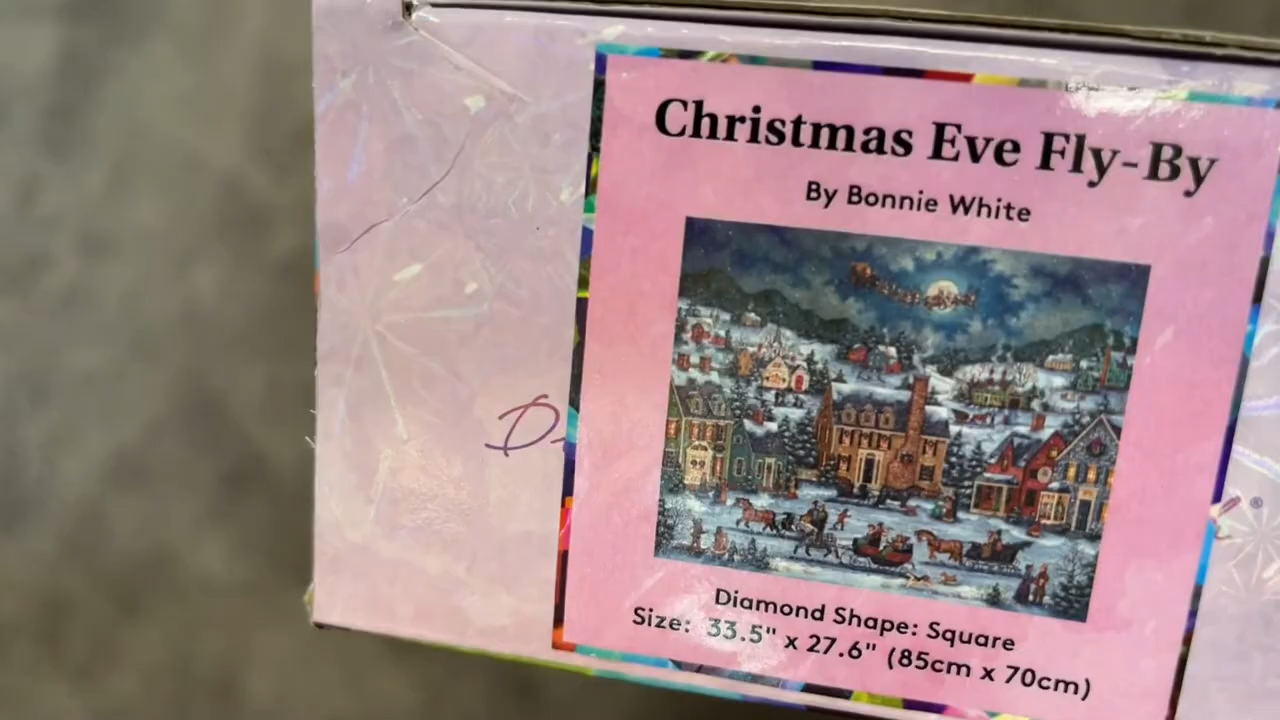 Christmas Eve Fly-By
By Bonnie White
D
Diamond Shape: Square
Size: 33.5" x 27.6" (85cm x 70cm)
®